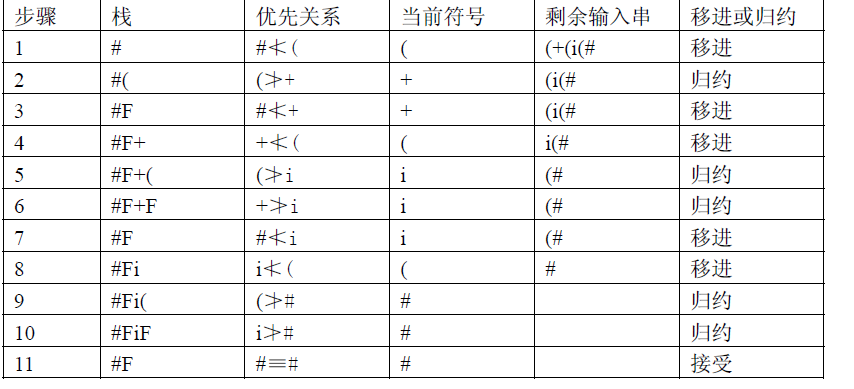 步骤 栈 优先关系 当前符号 剩余输入串 移进或归约
1 # #⋖( ( (+(i(# 移进
2 #( (⋗+ + (i(# 归约
3 #F #⋖+ + (i(# 移进
4 #F+ +⋖( ( i(# 移进
5 #F+( (⋗i i (# 归约
6 #F+F +⋗i i (# 归约
7 #F #⋖i i (# 移进
8 #Fi i⋖( ( # 移进
9 #Fi( (⋗# # 归约
10 #FiF i⋗# # 归约
11 #F #≡# # 接受